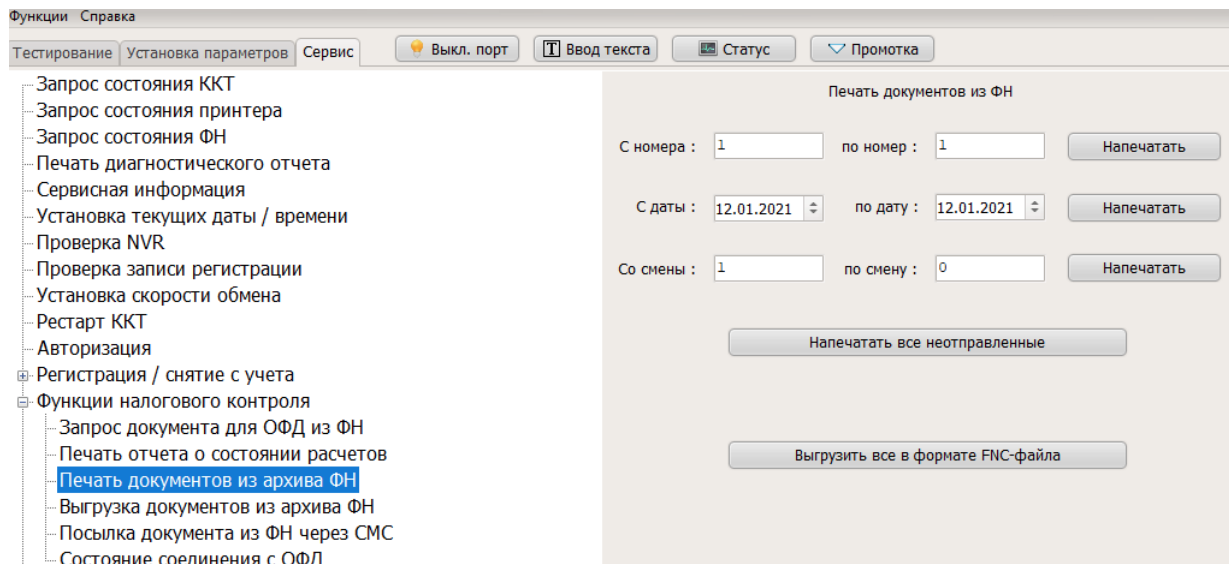 Функции Справка
Тестирование Установка параметров Сервис Выкл. порт Ввод текста Статус Промотка
Запрос состояния ККТ
Запрос состояния принтера
Запрос состояния ФН
Печать диагностического отчета
Сервисная информация
Установка текущих даты / времени
Проверка NVR
Проверка записи регистрации
Установка скорости обмена
Рестарт ККТ
Авторизация
Регистрация / снятие с учета
Функции налогового контроля
Запрос документа для ОФД из ФН
Печать отчета о состоянии расчетов
Печать документов из архива ФН
Выгрузка документов из архива ФН
Посылка документа из ФН через СМС
Состояние соединения с ОФД
Печать документов из ФН
С номера : 1 по номер : 1 Напечатать
С даты : 12.01.2021 по дату : 12.01.2021 Напечатать
Со смены : 1 по смену : 0 Напечатать
Напечатать все неотправленные
Выгрузить все в формате FNC-файла